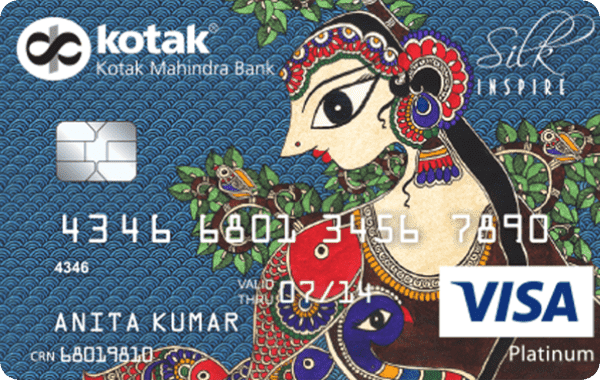 kotak®
Kotak Mahindra Bank
Silk
INSPIRE
4346 6801 3456 7890
4346
VALID THRU 07/14
ANITA KUMAR
CRN 68019810
VISA
Platinum